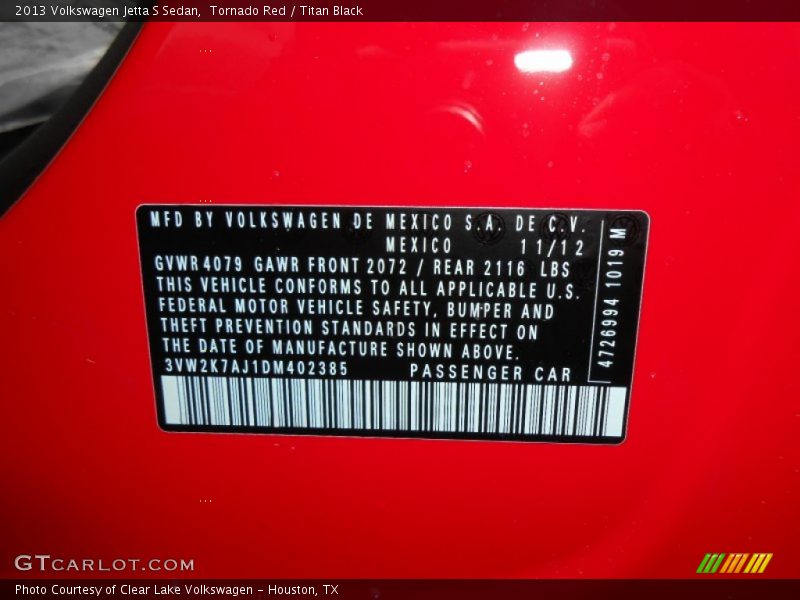 2013 Volkswagen Jetta S Sedan, Tornado Red / Titan Black
MFD BY VOLKSWAGEN DE MEXICO S.A. DE C.V.
MEXICO 11/12
GVWR 4079 GAWR FRONT 2072 / REAR 2116 LBS
THIS VEHICLE CONFORMS TO ALL APPLICABLE U.S.
FEDERAL MOTOR VEHICLE SAFETY, BUMPER AND
THEFT PREVENTION STANDARDS IN EFFECT ON
THE DATE OF MANUFACTURE SHOWN ABOVE.
3VW2K7AJ1DM402385 PASSENGER CAR
4726994 1019 M
GTCARLOT.COM
Photo Courtesy of Clear Lake Volkswagen – Houston, TX